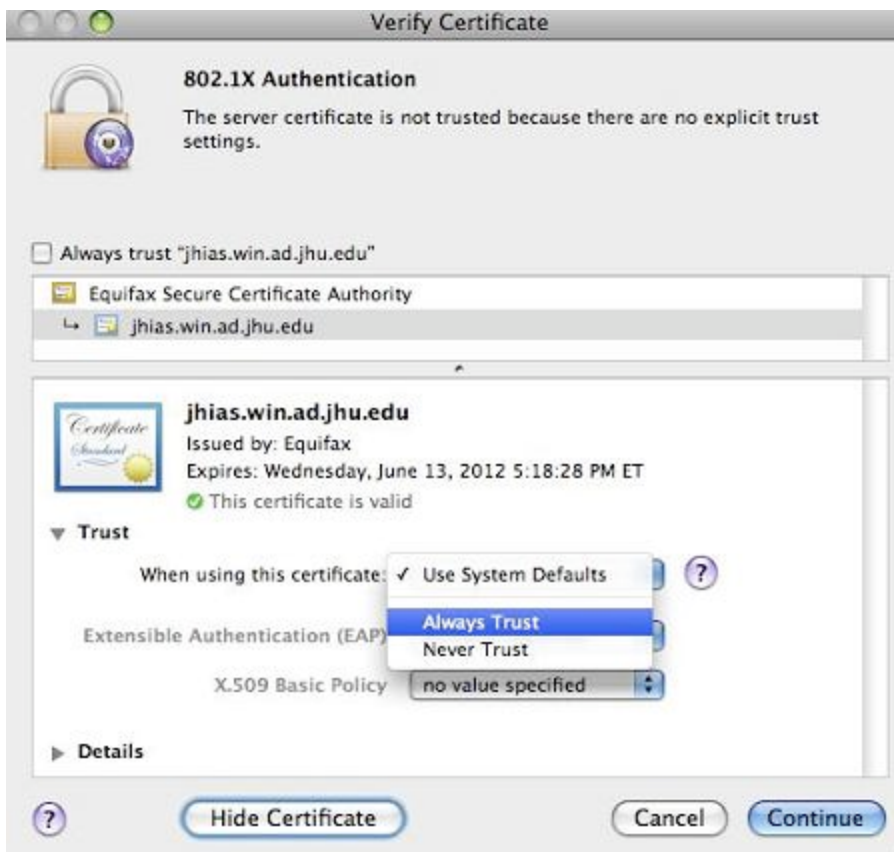 Verify Certificate
802.1X Authentication
The server certificate is not trusted because there are no explicit trust
settings.
Always trust "jhias.win.ad.jhu.edu"
Equifax Secure Certificate Authority
jhias.win.ad.jhu.edu
Certificate
Standard
jhias.win.ad.jhu.edu
Issued by: Equifax
Expires: Wednesday, June 13, 2012 5:18:28 PM ET
This certificate is valid
Trust
When using this certificate: ✓ Use System Defaults ?
Always Trust
Extensible Authentication (EAP)
Never Trust
X.509 Basic Policy no value specified
Details
? Hide Certificate Cancel Continue